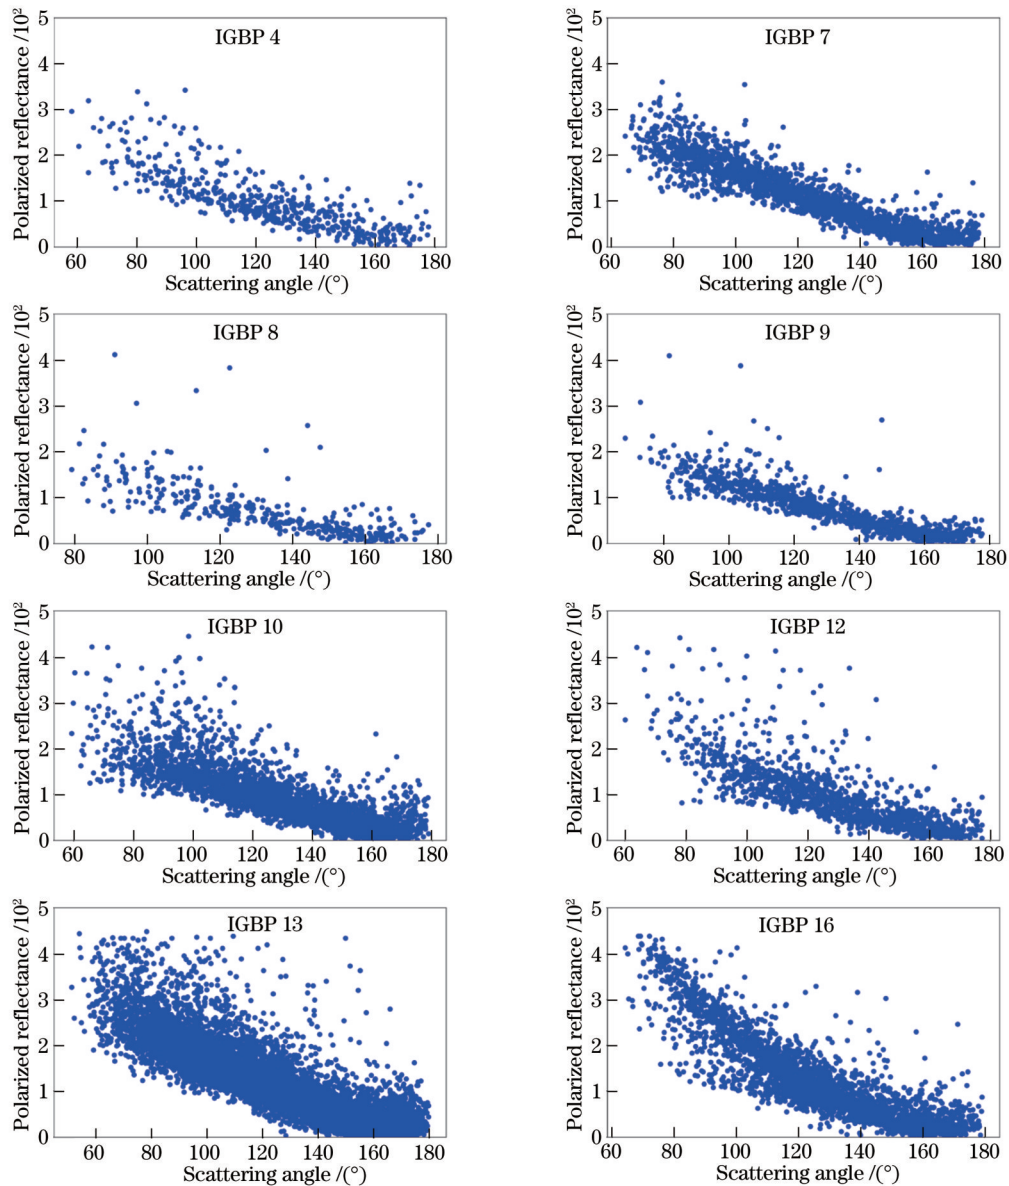 IGBP 4
Polarized reflectance /10²
5
4
3
2
1
0
60 80 100 120 140 160 180
Scattering angle /(°)
IGBP 7
Polarized reflectance /10²
5
4
3
2
1
0
60 80 100 120 140 160 180
Scattering angle /(°)
IGBP 8
Polarized reflectance /10²
5
4
3
2
1
0
80 100 120 140 160 180
Scattering angle /(°)
IGBP 9
Polarized reflectance /10²
5
4
3
2
1
0
80 100 120 140 160 180
Scattering angle /(°)
IGBP 10
Polarized reflectance /10²
5
4
3
2
1
0
60 80 100 120 140 160 180
Scattering angle /(°)
IGBP 12
Polarized reflectance /10²
5
4
3
2
1
0
60 80 100 120 140 160 180
Scattering angle /(°)
IGBP 13
Polarized reflectance /10²
5
4
3
2
1
0
60 80 100 120 140 160 180
Scattering angle /(°)
IGBP 16
Polarized reflectance /10²
5
4
3
2
1
0
60 80 100 120 140 160 180
Scattering angle /(°)